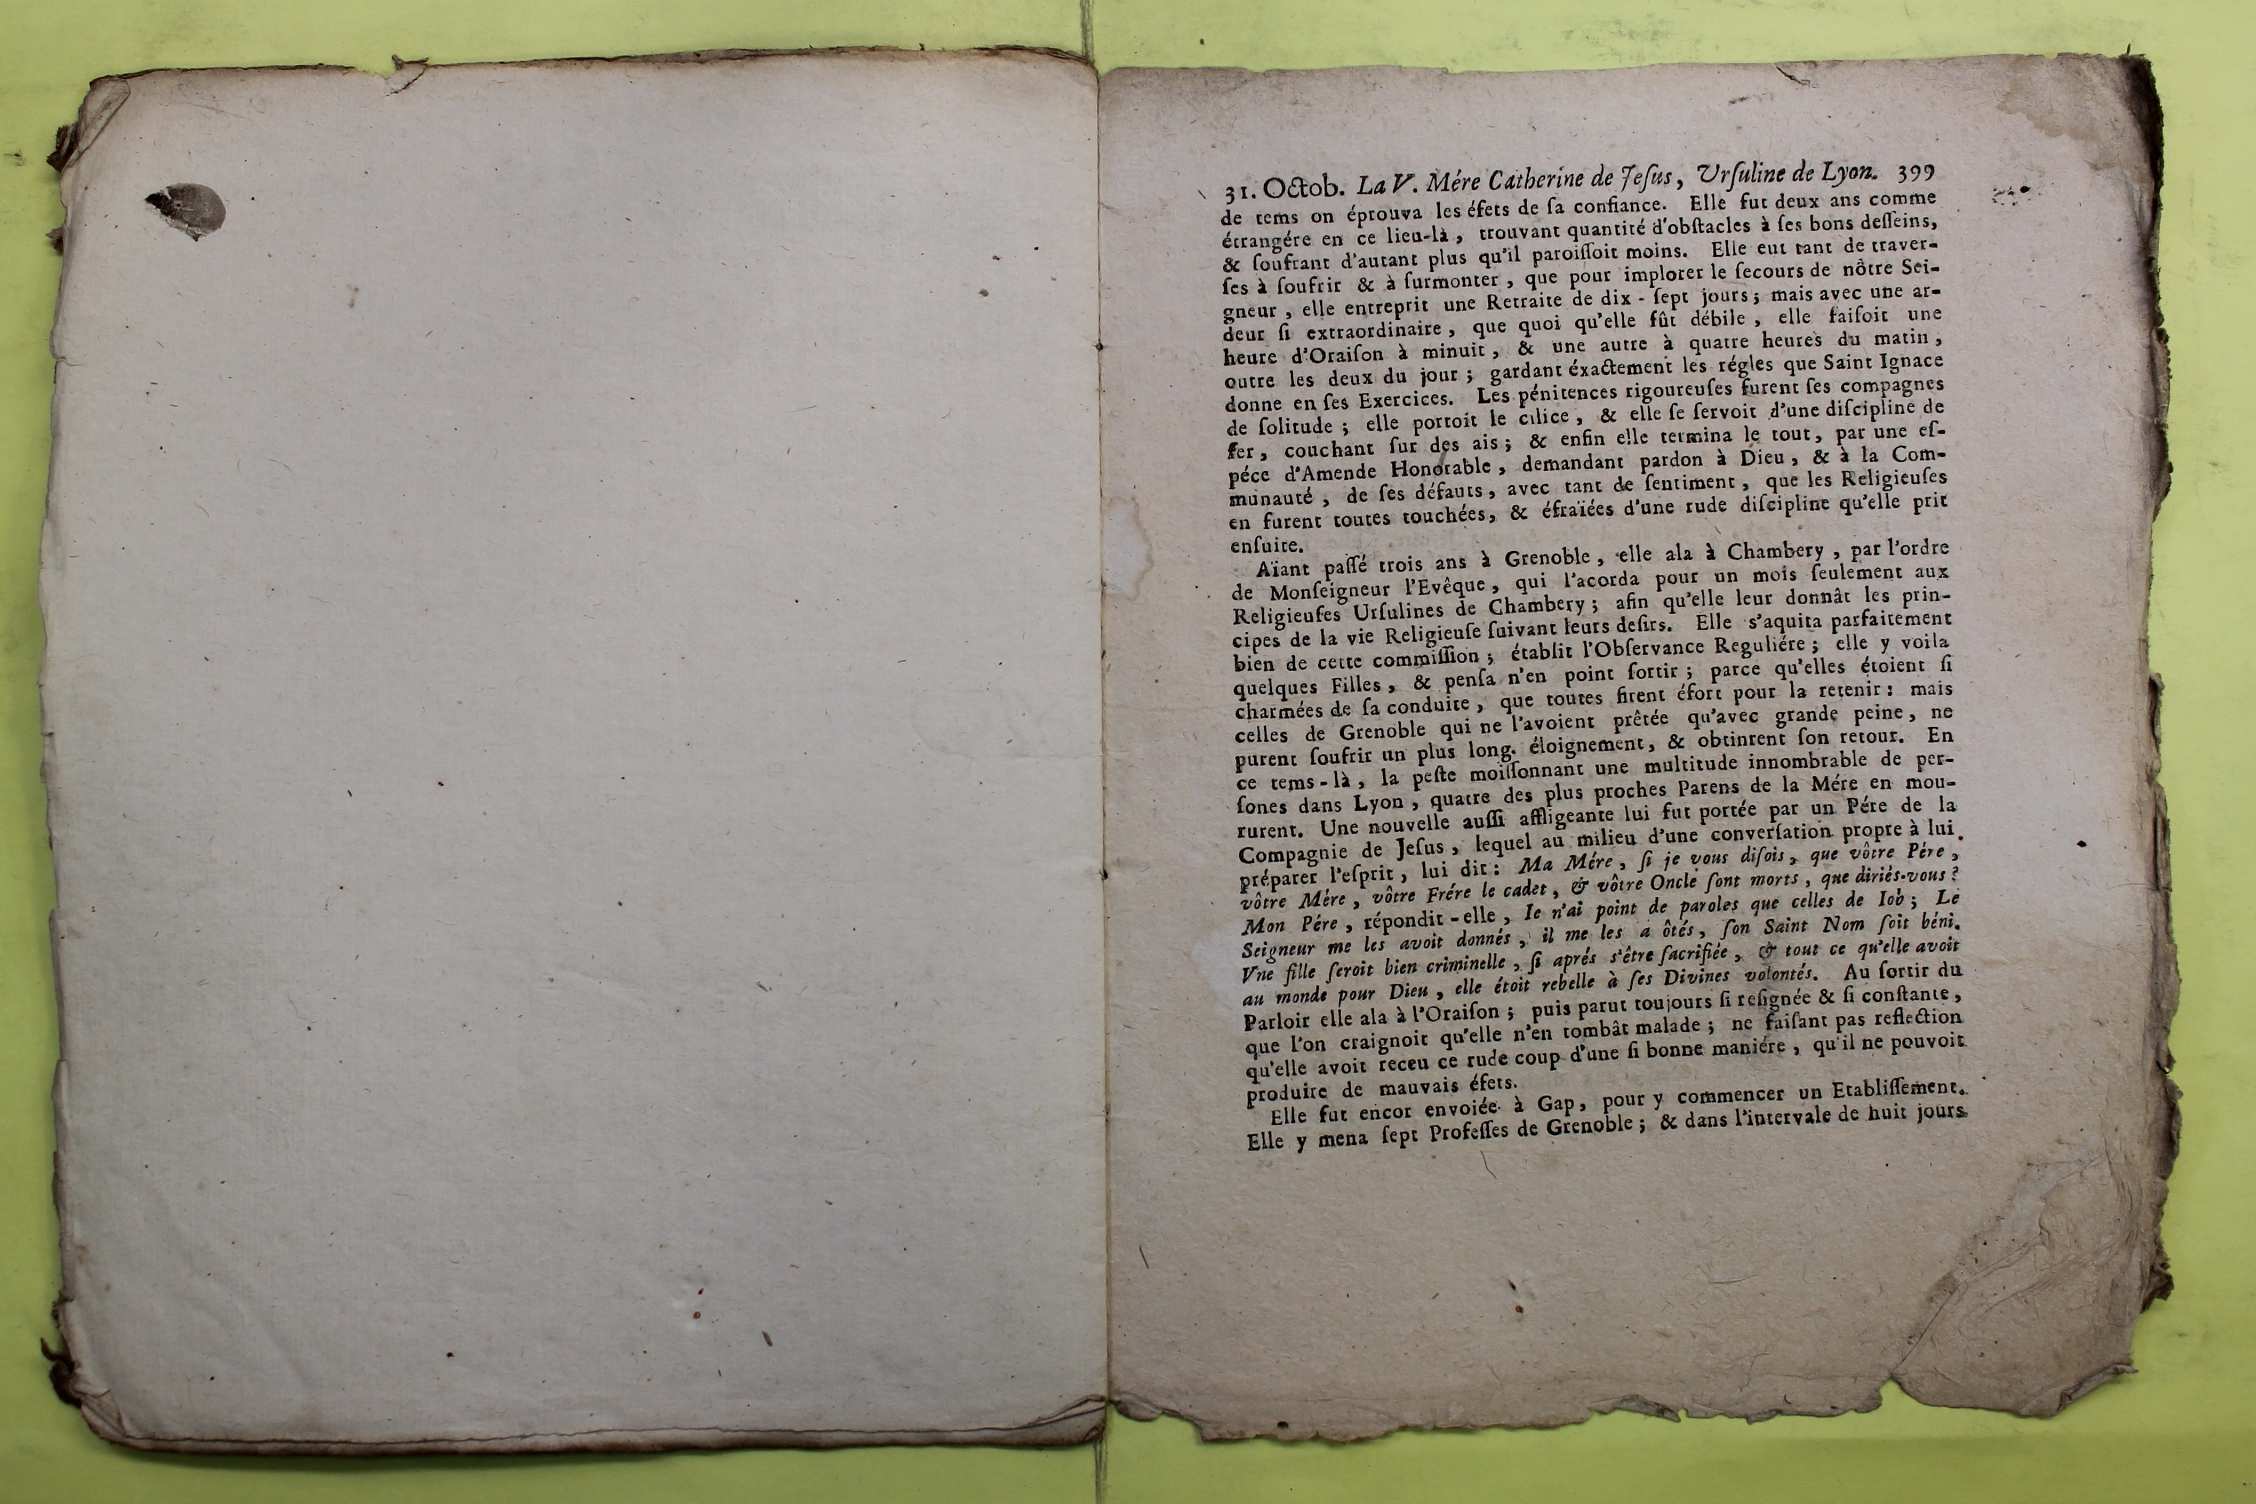 31. Octob. La V. Mére Catherine de Jeſus, Urſuline de Lyon. 399
de tems on éprouva les éfets de ſa confiance. Elle fut deux ans comme
étrangére en ce lieu-là, trouvant quantité d'obſtacles à ſes bons deſſeins,
& ſoufrant d'autant plus qu'il paroiſſoit moins. Elle eut tant de traver-
ſes à ſoufrir & à ſurmonter, que pour implorer le ſecours de nôtre Sei-
gneur, elle entreprit une Retraite de dix-ſept jours; mais avec une ar-
deur ſi extraordinaire, que quoi qu'elle fût débile, elle faiſoit une
heure d'Oraiſon à minuit, & une autre à quatre heures du matin,
outre les deux du jour; gardant éxactement les régles que Saint Ignace
donne en ſes Exercices. Les pénitences rigoureuſes furent ſes compagnes
de ſolitude; elle portoit le cilice, & elle ſe ſervoit d'une diſcipline de
fer, couchant ſur des ais; & enfin elle termina le tout, par une eſ-
péce d'Amende Honorable, demandant pardon à Dieu, & à la Com-
munauté, de ſes défauts, avec tant de ſentiment, que les Religieuſes
en furent toutes touchées, & éfraïées d'une rude diſcipline qu'elle prit
enſuite.
Aïant paſſé trois ans à Grenoble, elle ala à Chambery, par l'ordre
de Monſeigneur l'Evêque, qui l'acorda pour un mois ſeulement aux
Religieuſes Urſulines de Chambery; afin qu'elle leur donnât les prin-
cipes de la vie Religieuſe ſuivant leurs deſirs. Elle s'aquita parfaitement
bien de cette commiſſion; établit l'Obſervance Reguliére; elle y voila
quelques Filles, & penſa n'en point ſortir; parce qu'elles étoient ſi
charmées de ſa conduite, que toutes firent éfort pour la retenir: mais
celles de Grenoble qui ne l'avoient prêtée qu'avec grande peine, ne
purent ſoufrir un plus long. éloignement, & obtinrent ſon retour. En
ce tems-là, la peſte moiſſonnant une multitude innombrable de per-
ſones dans Lyon, quatre des plus proches Parens de la Mére en mou-
rurent. Une nouvelle auſſi affligeante lui fut portée par un Pére de la
Compagnie de Jeſus, lequel au milieu d'une converſation propre à lui
préparer l'eſprit, lui dit: Ma Mére, ſi je vous diſois, que vôtre Pére,
vôtre Mére, vôtre Frére le cadet, & vôtre Oncle ſont morts, que diriés-vous?
Mon Pére, répondit-elle, Ie n'ai point de paroles que celles de Iob; Le
Seigneur me les avoit donnés, il me les a ôtés, ſon Saint Nom ſoit béni.
Vne fille ſeroit bien criminelle, ſi aprés s'être ſacrifiée, & tout ce qu'elle avoit
au monde pour Dieu, elle étoit rebelle à ſes Divines volontés. Au ſortir du
Parloir elle ala à l'Oraiſon; puis parut toujours ſi reſignée & ſi conſtante,
que l'on craignoit qu'elle n'en tombât malade; ne faiſant pas reflection
qu'elle avoit receu ce rude coup d'une ſi bonne maniére, qu'il ne pouvoit
produire de mauvais éfets.
Elle fut encor envoiée à Gap, pour y commencer un Etabliſſement.
Elle y mena ſept Profeſſes de Grenoble; & dans l'intervale de huit jours